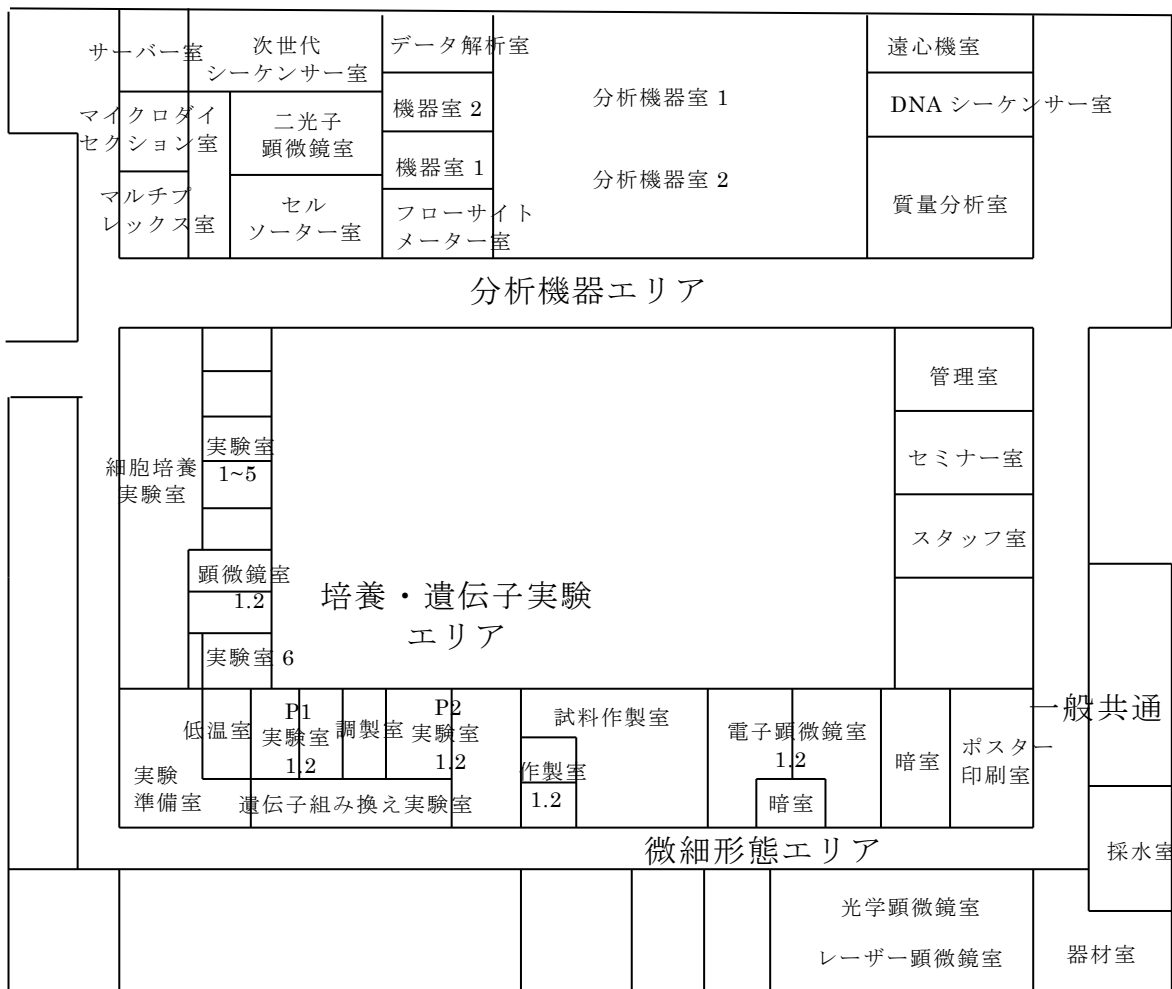 サーバー室
次世代
シーケンサー室
データ解析室
遠心機室
分析機器室 1
DNA シーケンサー室
マイクロダイ
セクション室
二光子
顕微鏡室
機器室 2
機器室 1
分析機器室 2
質量分析室
マルチプ
レックス室
セル
ソーター室
フローサイト
メーター室
分析機器エリア
管理室
実験室
1~5
細胞培養
実験室
セミナー室
スタッフ室
顕微鏡室
1.2
培養・遺伝子実験
エリア
実験室 6
一般共通
低温室
P1
実験室
1.2
調製室
P2
実験室
1.2
試料作製室
電子顕微鏡室
1.2
暗室
ポスター
印刷室
実験
準備室
遺伝子組み換え実験室
作製室
1.2
暗室
微細形態エリア
採水室
光学顕微鏡室
レーザー顕微鏡室
器材室